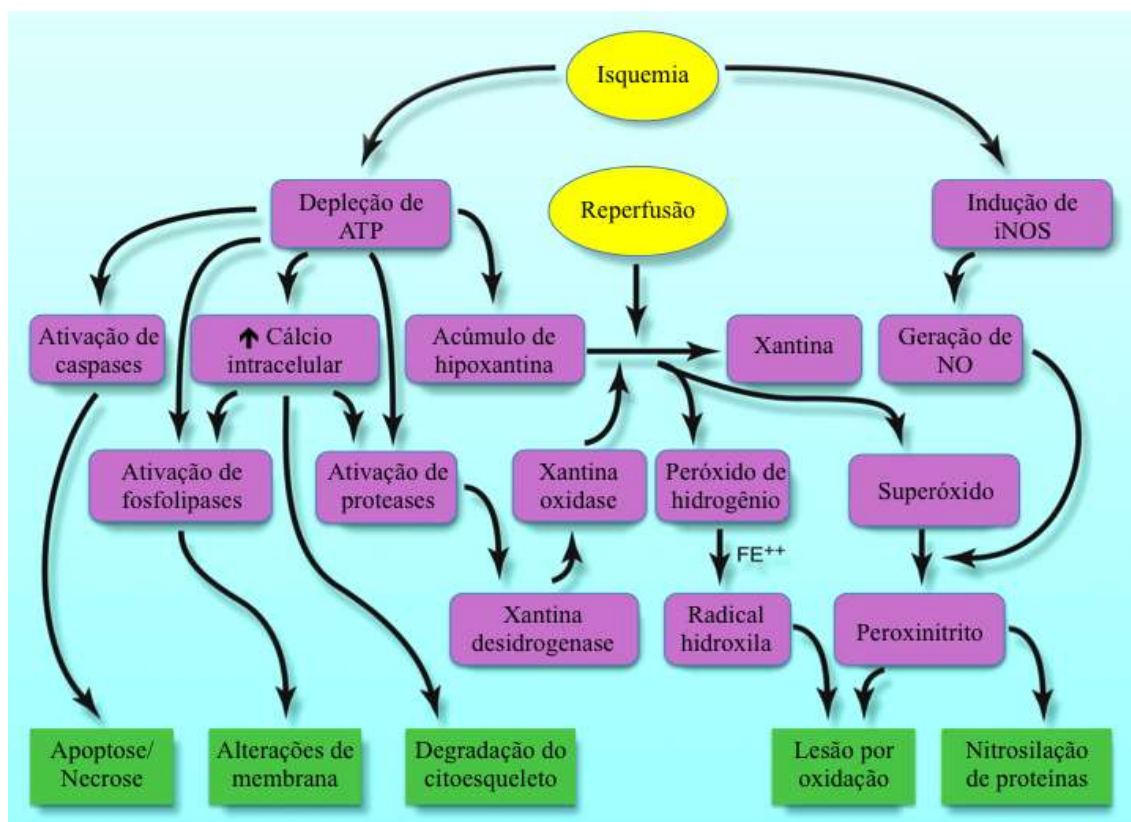 Isquemia
Depleção de
ATP
Reperfusão
Indução de
iNOS
Ativação de
caspases
🡹 Cálcio
intracelular
Acúmulo de
hipoxantina
Xantina
Geração de
NO
Ativação de
fosfolipases
Ativação de
proteases
Xantina
oxidase
Peróxido de
hidrogênio
Superóxido
FE⁺⁺
Xantina
desidrogenase
Radical
hidroxila
Peroxinitrito
Apoptose/
Necrose
Alterações de
membrana
Degradação do
citoesqueleto
Lesão por
oxidação
Nitrosilação
de proteínas